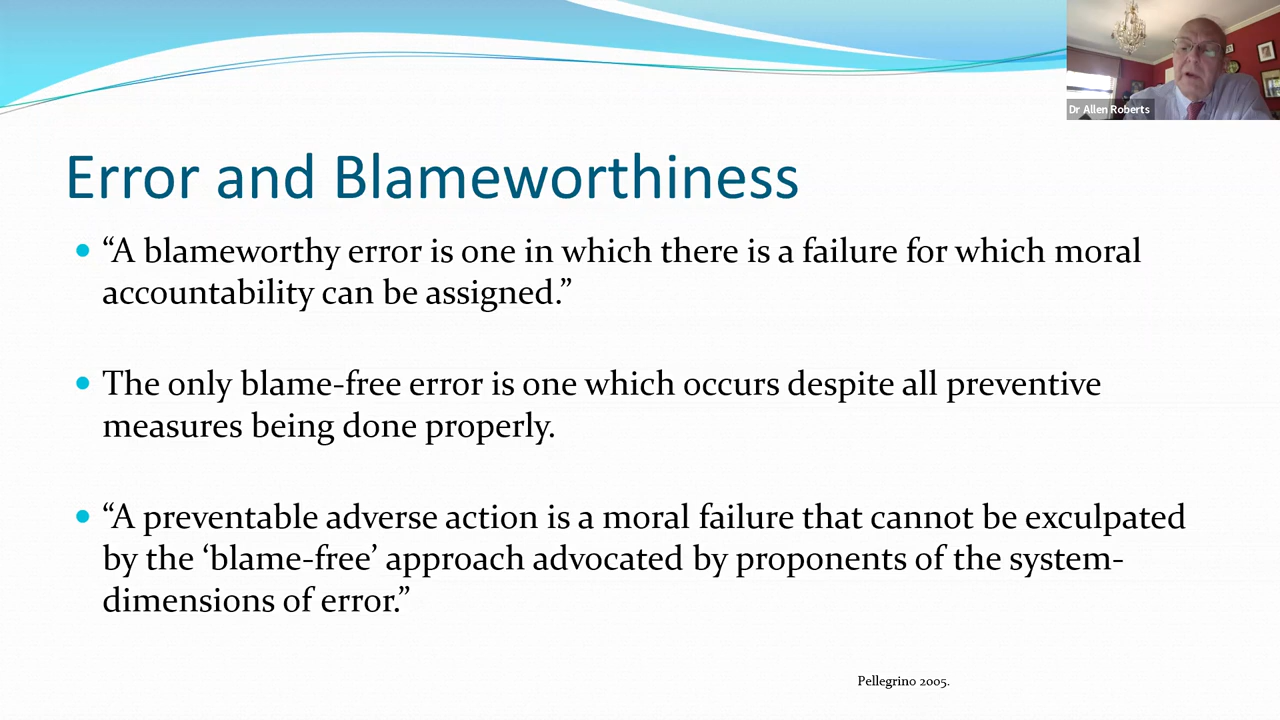 Dr Allen Roberts
Error and Blameworthiness
• “A blameworthy error is one in which there is a failure for which moral
accountability can be assigned.”
• The only blame-free error is one which occurs despite all preventive
measures being done properly.
• “A preventable adverse action is a moral failure that cannot be exculpated
by the ‘blame-free’ approach advocated by proponents of the system-
dimensions of error.”
Pellegrino 2005.